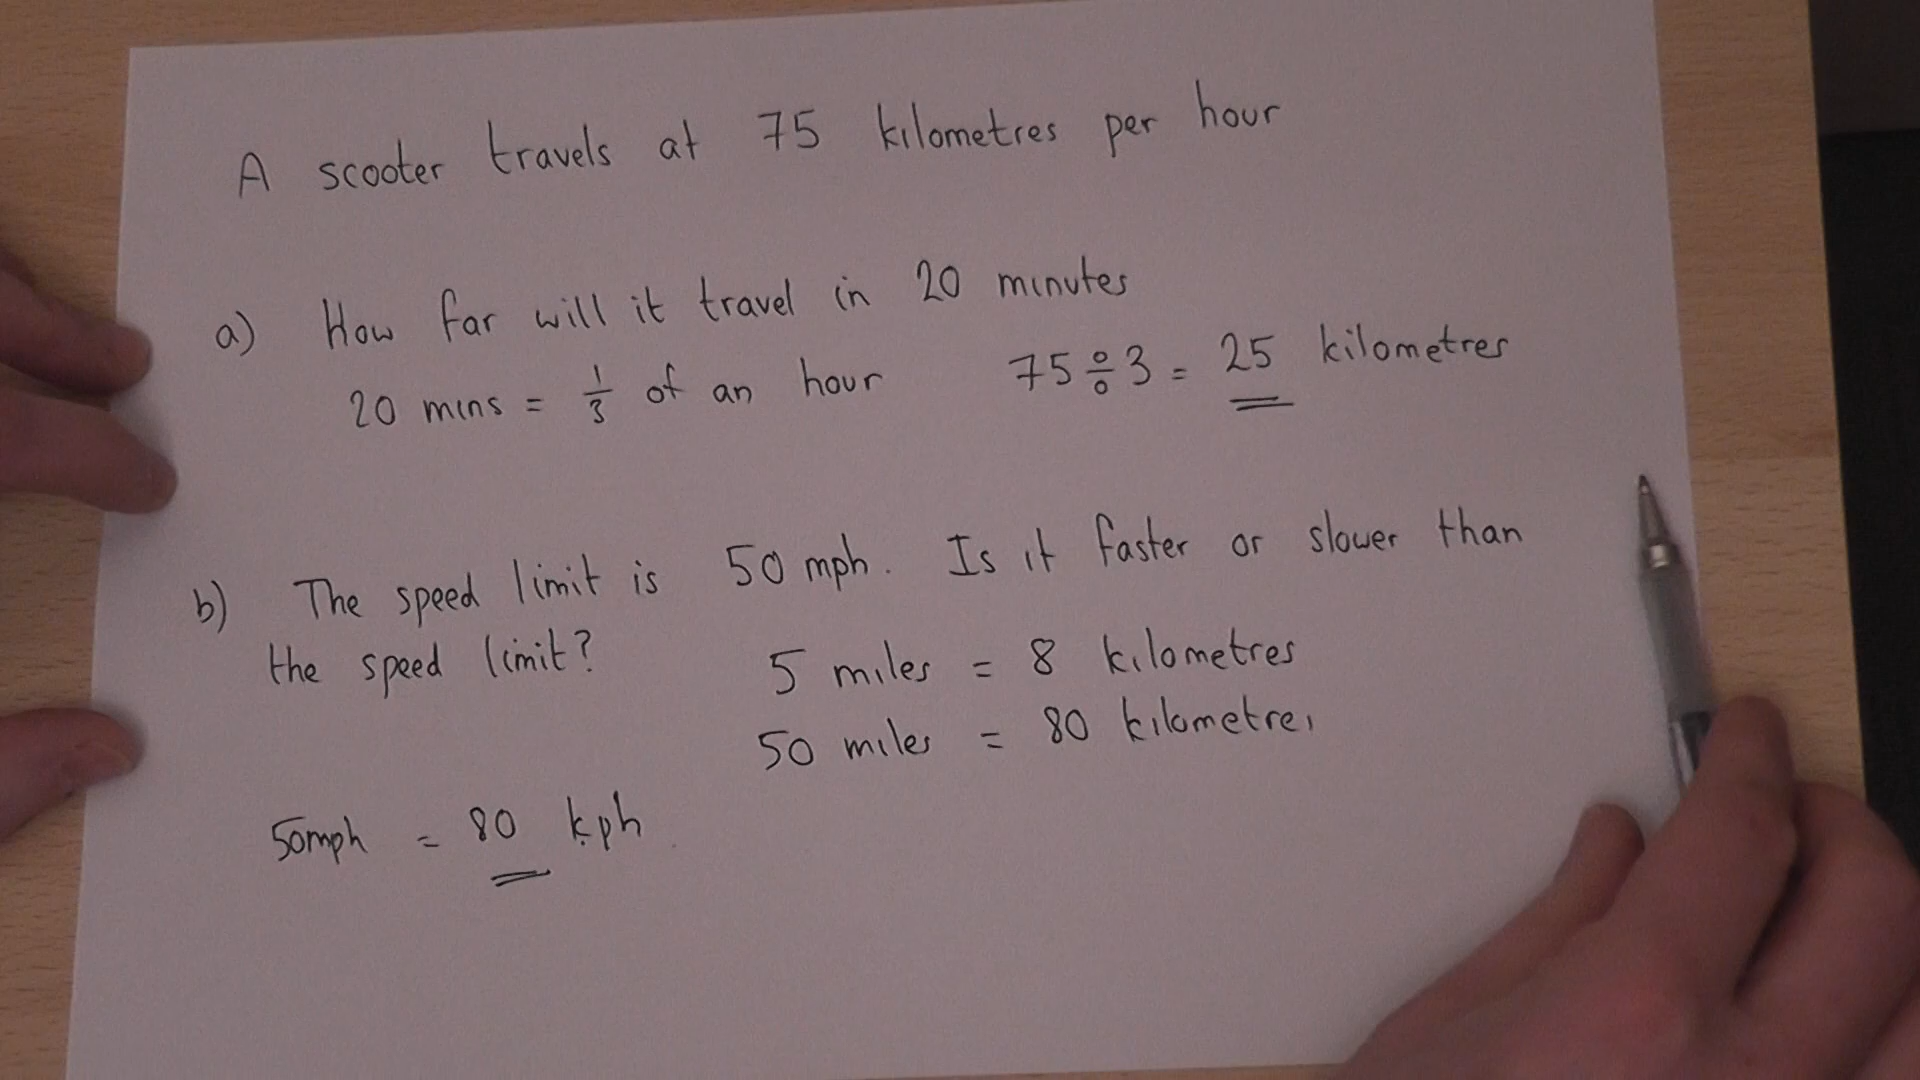 A scooter travels at 75 kilometres per hour
a) How far will it travel in 20 minutes
20 mins = 1/3 of an hour 75 ÷ 3 = 25 kilometres
b) The speed limit is 50 mph. Is it faster or slower than
the speed limit?
5 miles = 8 kilometres
50 miles = 80 kilometres
50mph = 80 kph